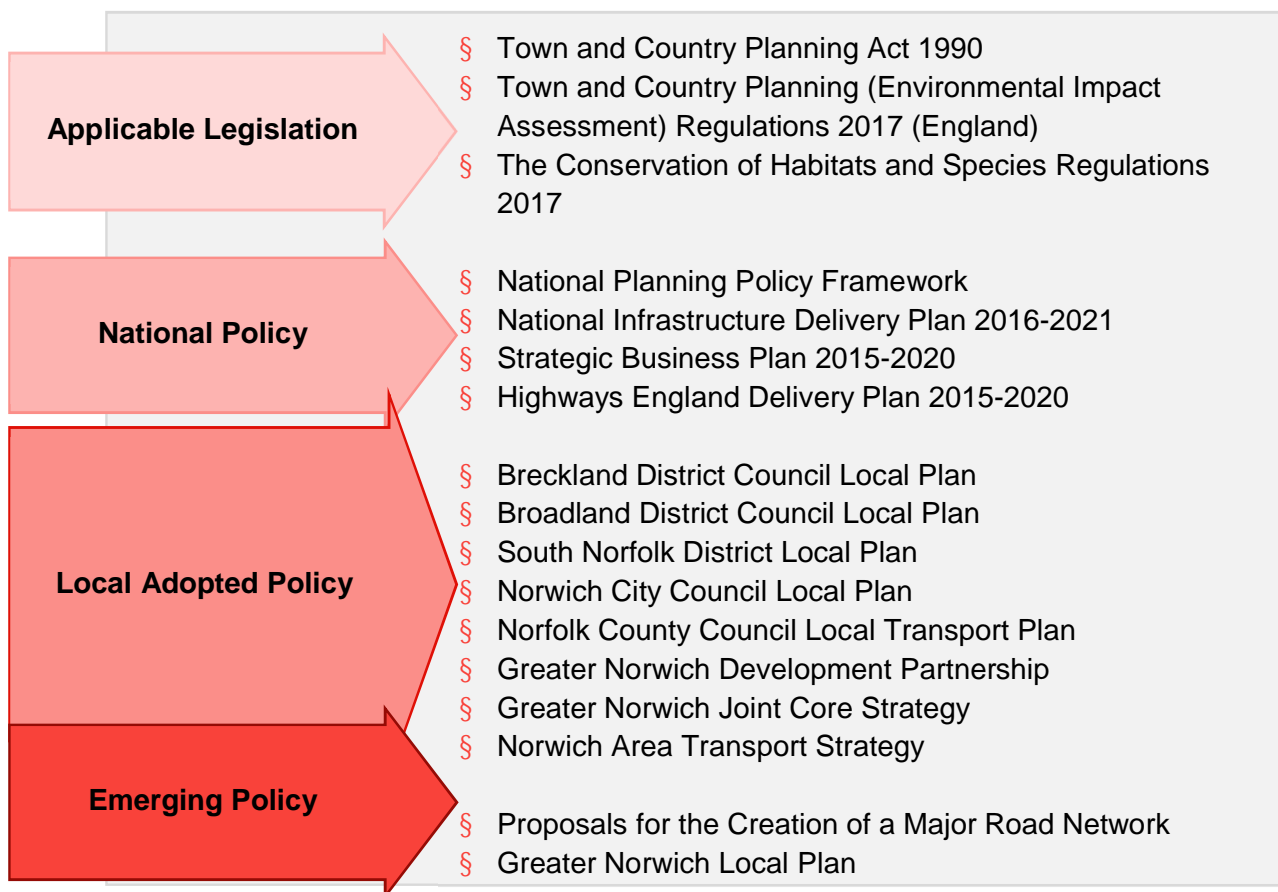 Applicable Legislation
§ Town and Country Planning Act 1990
§ Town and Country Planning (Environmental Impact
Assessment) Regulations 2017 (England)
§ The Conservation of Habitats and Species Regulations
2017
National Policy
§ National Planning Policy Framework
§ National Infrastructure Delivery Plan 2016-2021
§ Strategic Business Plan 2015-2020
§ Highways England Delivery Plan 2015-2020
Local Adopted Policy
§ Breckland District Council Local Plan
§ Broadland District Council Local Plan
§ South Norfolk District Local Plan
§ Norwich City Council Local Plan
§ Norfolk County Council Local Transport Plan
§ Greater Norwich Development Partnership
§ Greater Norwich Joint Core Strategy
§ Norwich Area Transport Strategy
Emerging Policy
§ Proposals for the Creation of a Major Road Network
§ Greater Norwich Local Plan